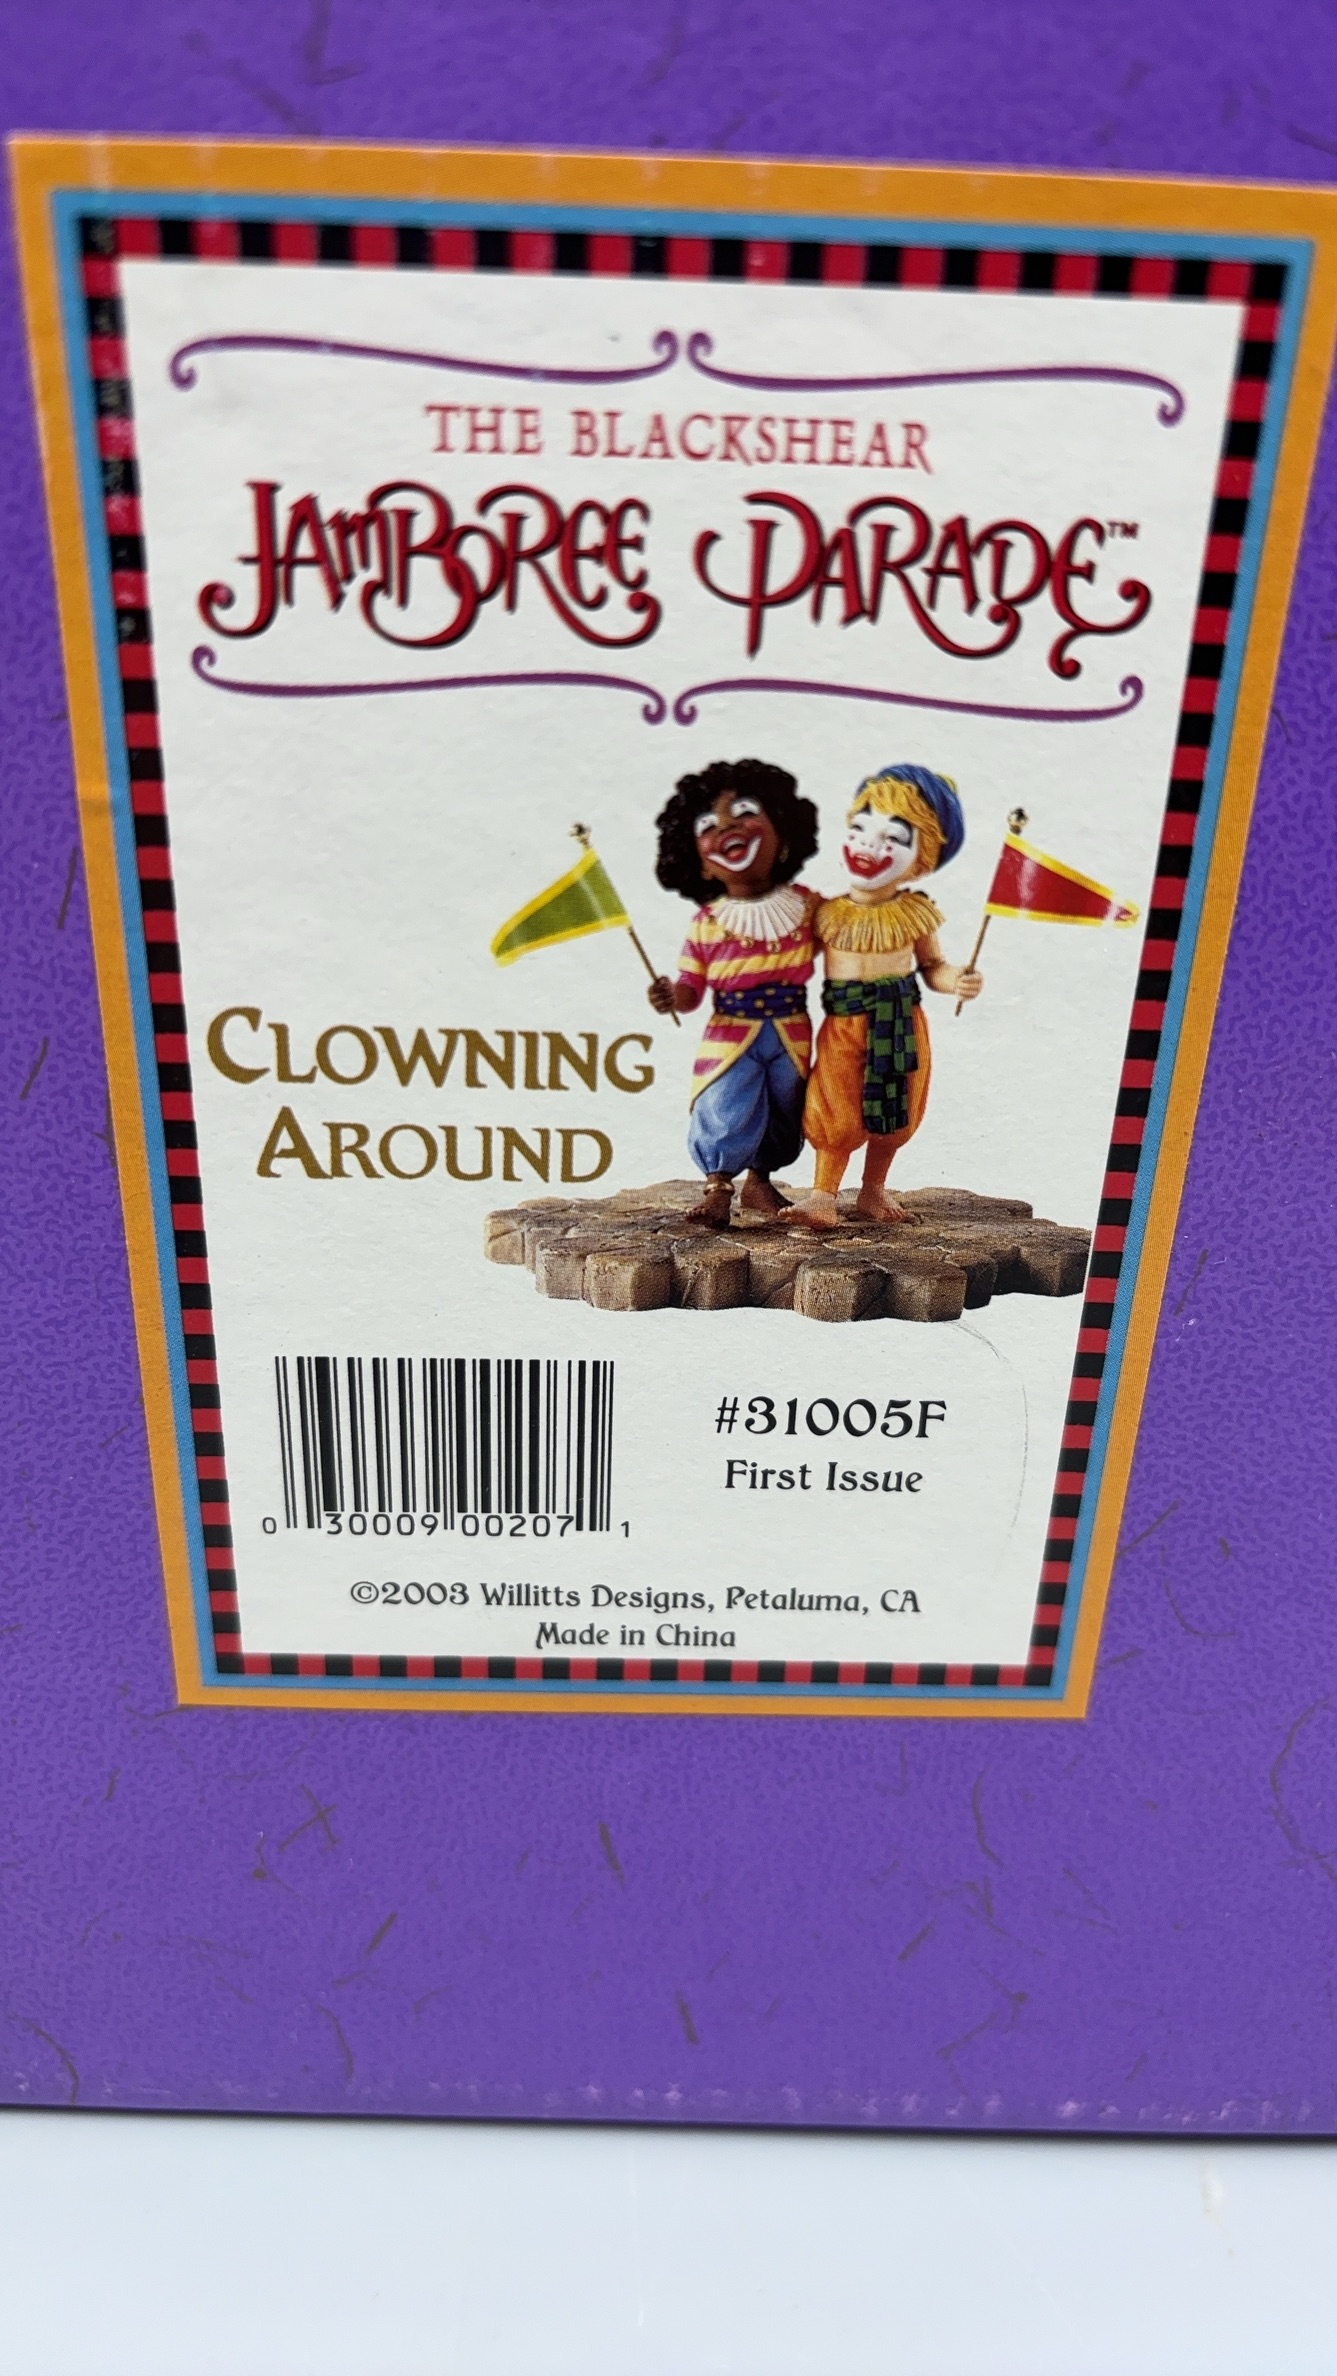 THE BLACKSHEAR
JAMBOREE PARADE™
CLOWNING
AROUND
#31005F
First Issue
0 30009 00207 1
©2003 Willitts Designs, Petaluma, CA
Made in China